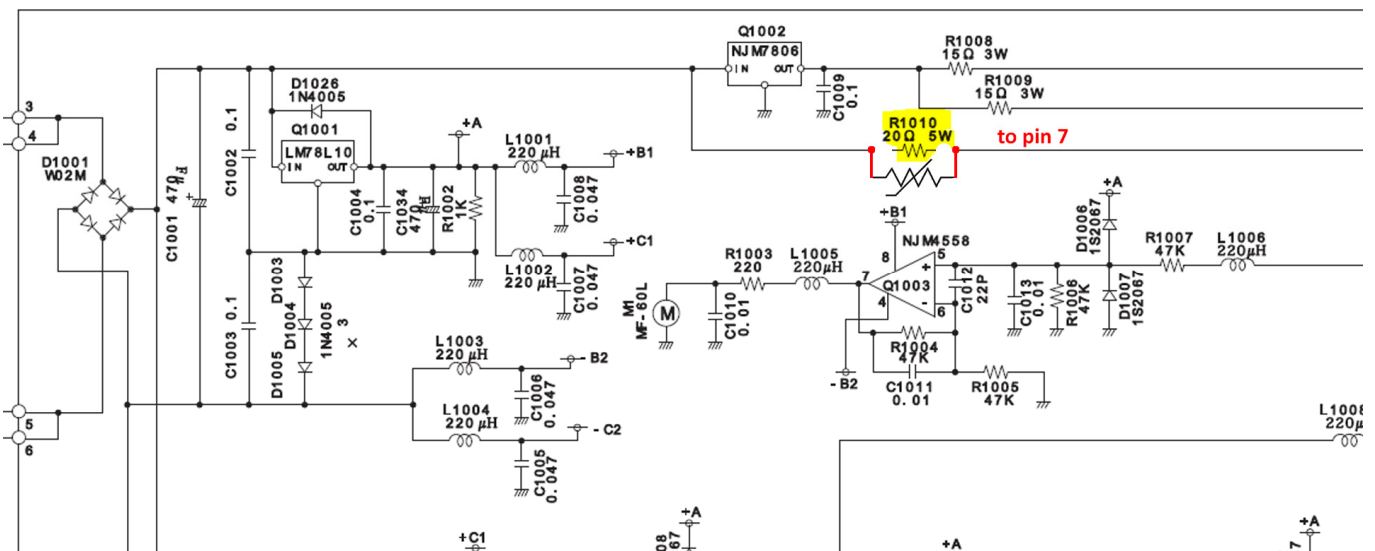 Q1002
NJM7806
IN OUT
R1008
15Ω 3W
R1009
15Ω 3W
C1009
0.1
R1010
20Ω 5W
to pin 7
3
4
D1001
W02M
5
6
C1001 470
C1002 0.1
C1003 0.1
D1026
1N4005
Q1001
LM78L10
IN OUT
+A
C1004
0.1
C1034
470
R1002
1K
L1001
220 μH
+B1
C1008
0.047
+C1
L1002
220 μH
C1007
0.047
D1003
D1004
D1005
1N4005
× 3
L1003
220 μH
- B2
C1006
0.047
L1004
220 μH
- C2
C1005
0.047
M1
MF-60L
M
C1010
0.01
R1003
220
L1005
220μH
+B1
NJM4558
8
7
4
5
6
+
-
Q1003
C1012
22P
C1013
0.01
R1006
47K
D1006
1S2067
+A
D1007
1S2067
R1007
47K
L1006
220μH
R1004
47K
C1011
0.01
R1005
47K
- B2
L1008
220μ
+C1
08
67
+A
+A
+A
7